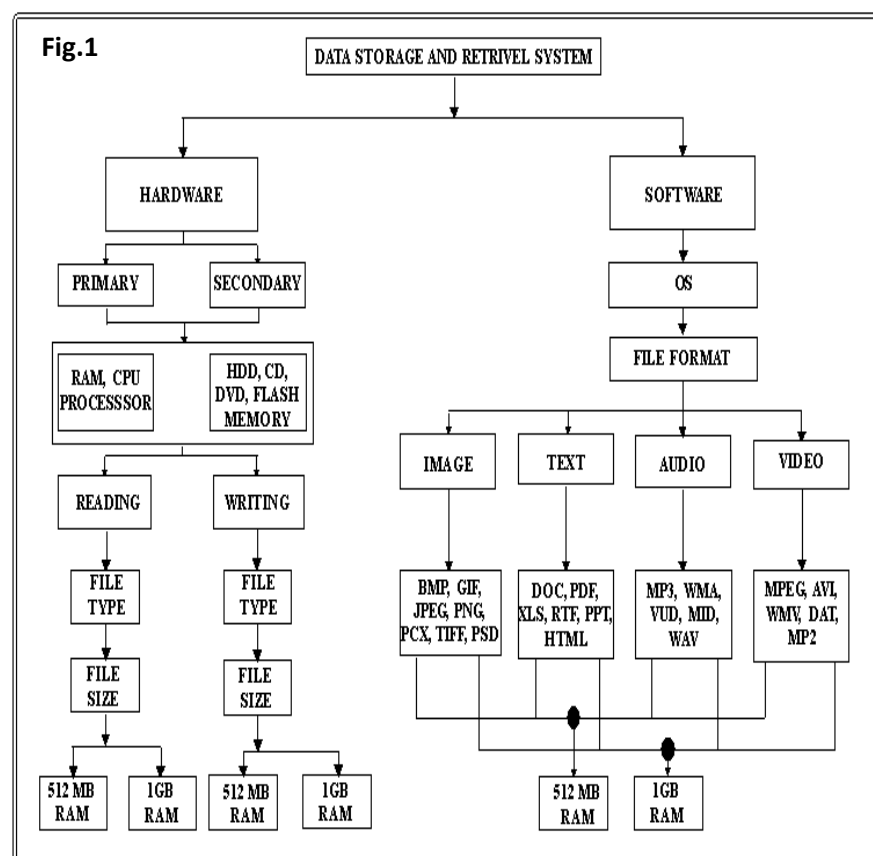 Fig.1
DATA STORAGE AND RETRIVEL SYSTEM
HARDWARE
SOFTWARE
PRIMARY
SECONDARY
OS
RAM, CPU
PROCESSSOR
HDD, CD,
DVD, FLASH
MEMORY
FILE FORMAT
READING
WRITING
IMAGE
TEXT
AUDIO
VIDEO
FILE
TYPE
FILE
TYPE
BMP, GIF,
JPEG, PNG,
PCX, TIFF, PSD
DOC, PDF,
XLS, RTF, PPT,
HTML
MP3, WMA,
VUD, MID,
WAV
MPEG, AVI,
WMV, DAT,
MP2
FILE
SIZE
FILE
SIZE
512 MB
RAM
1GB
RAM
512 MB
RAM
1GB
RAM
512 MB
RAM
1GB
RAM